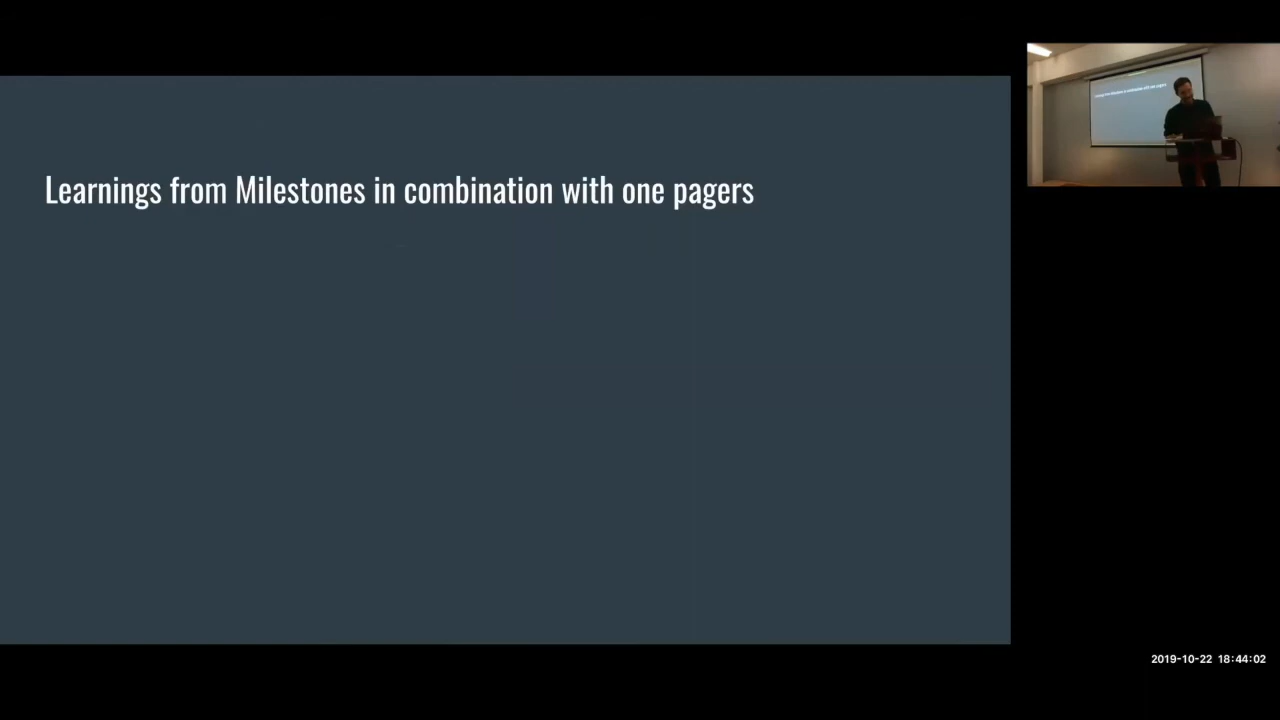 Learnings from Milestones in combination with one pagers
2019-10-22 18:44:02